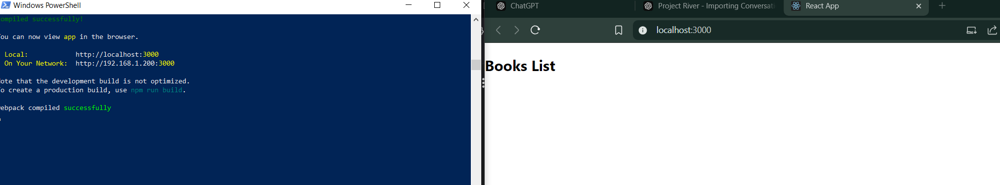 Windows PowerShell
ompiled successfully!
ou can now view app in the browser.
Local: http://localhost:3000
On Your Network: http://192.168.1.200:3000
ote that the development build is not optimized.
o create a production build, use npm run build.
ebpack compiled successfully
ChatGPT
Project River - Importing Conversati
React App
localhost:3000
Books List